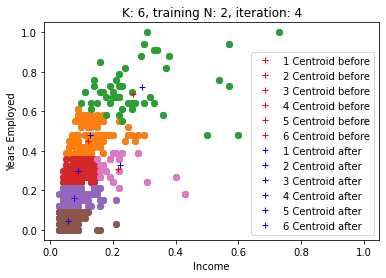 K: 6, training N: 2, iteration: 4
Years Employed
1.0
0.8
0.6
0.4
0.2
0.0
1 Centroid before
2 Centroid before
3 Centroid before
4 Centroid before
5 Centroid before
6 Centroid before
1 Centroid after
2 Centroid after
3 Centroid after
4 Centroid after
5 Centroid after
6 Centroid after
0.0 0.2 0.4 0.6 0.8 1.0
Income